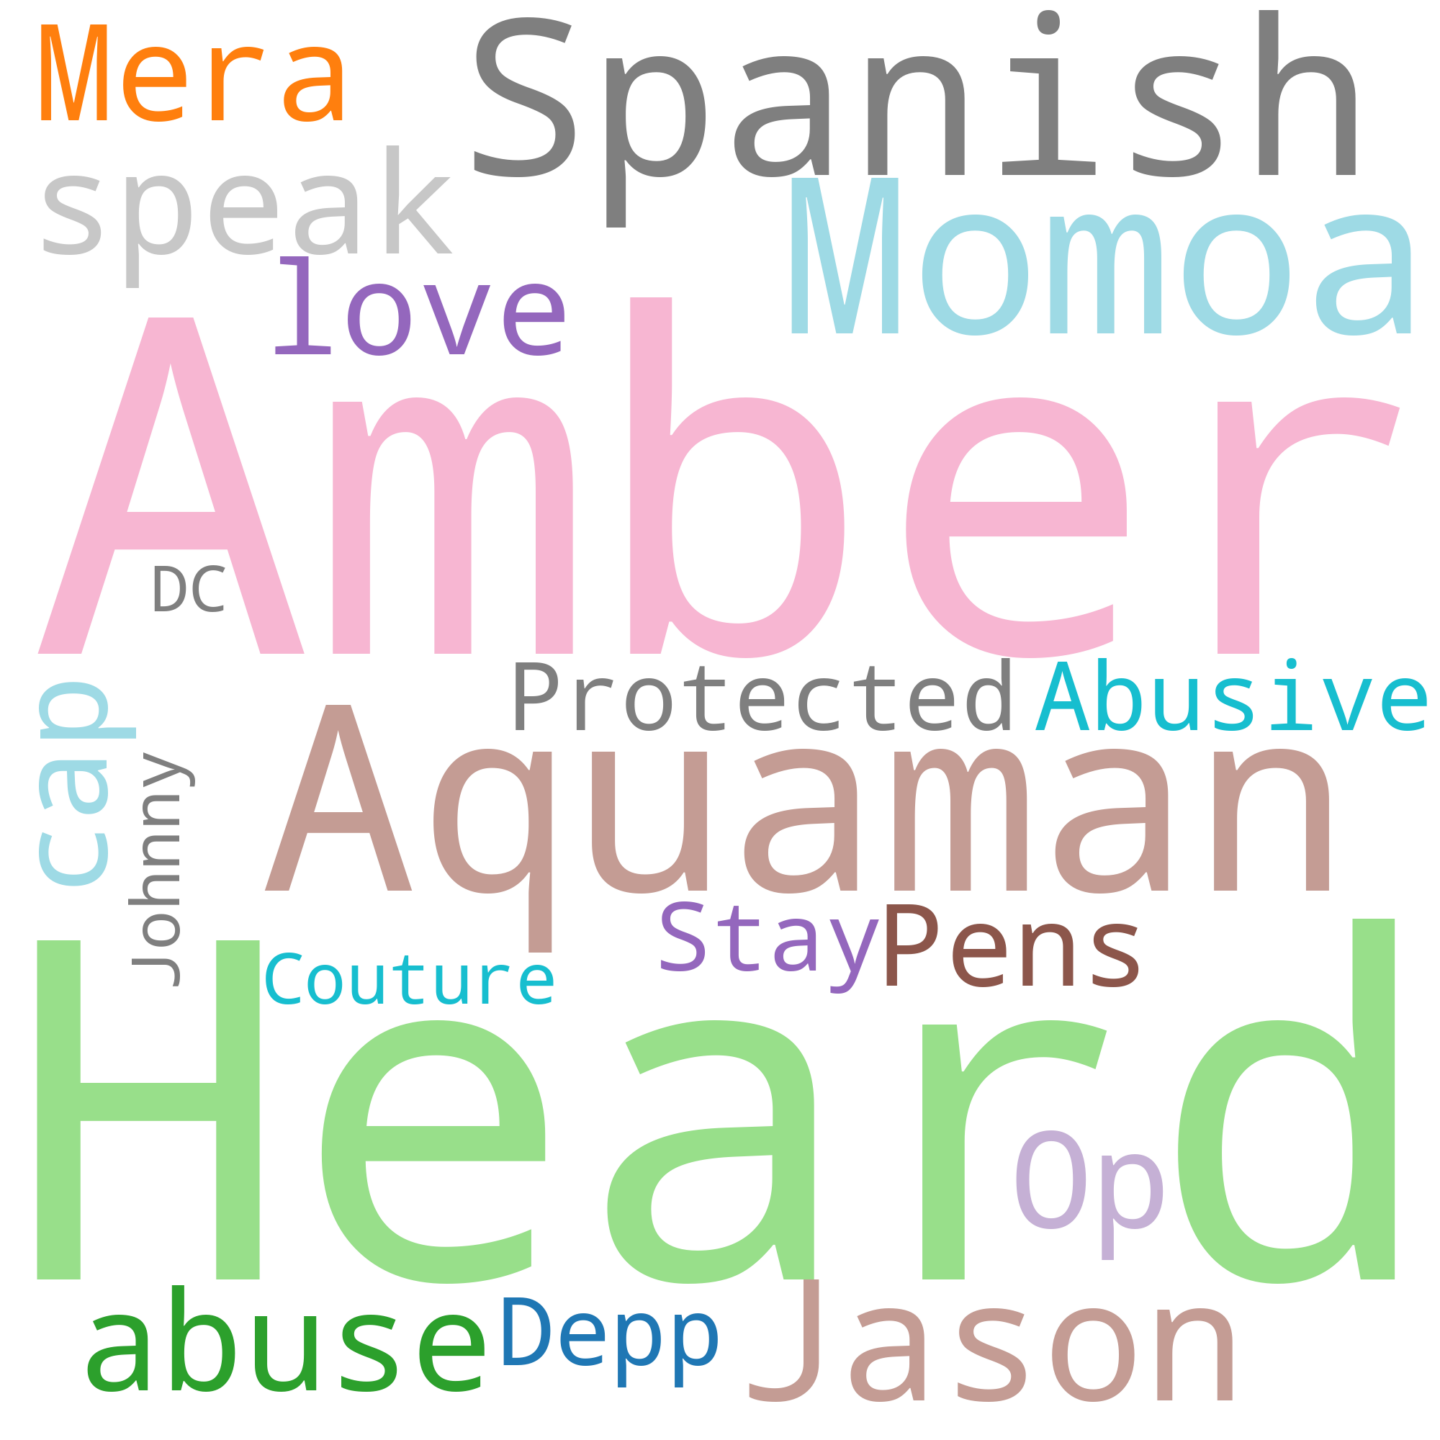 Mera
Spanish
speak
Momoa
love
Amber
DC
Protected
Abusive
cap
Johnny
Aquaman
Stay
Pens
Couture
Heard
Op
abuse
Depp
Jason